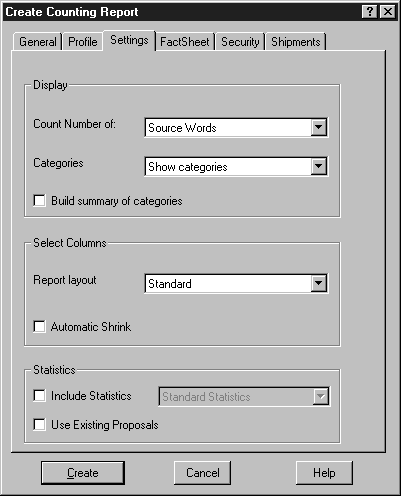 Create Counting Report
General Profile Settings FactSheet Security Shipments
Display
Count Number of: Source Words
Categories Show categories
Build summary of categories
Select Columns
Report layout Standard
Automatic Shrink
Statistics
Include Statistics Standard Statistics
Use Existing Proposals
Create Cancel Help